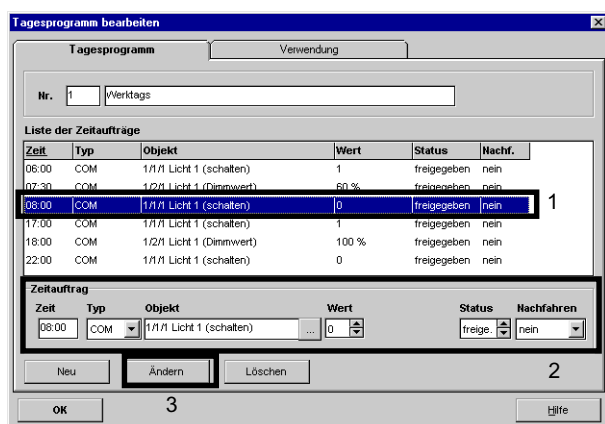 Tagesprogramm bearbeiten
Tagesprogramm Verwendung
Nr. 1 Werktags
Liste der Zeitaufträge
Zeit Typ Objekt Wert Status Nachf.
06:00 COM 1/1/1 Licht 1 (schalten) 1 freigegeben nein
07:30 COM 1/2/1 Licht 1 (Dimmwert) 60 % freigegeben nein
08:00 COM 1/1/1 Licht 1 (schalten) 0 freigegeben nein 1
17:00 COM 1/1/1 Licht 1 (schalten) 1 freigegeben nein
18:00 COM 1/2/1 Licht 1 (Dimmwert) 100 % freigegeben nein
22:00 COM 1/1/1 Licht 1 (schalten) 0 freigegeben nein
Zeitauftrag
Zeit Typ Objekt Wert Status Nachfahren
08:00 COM 1/1/1 Licht 1 (schalten) ... 0 freige. nein
Neu Ändern Löschen 2
OK 3 Hilfe